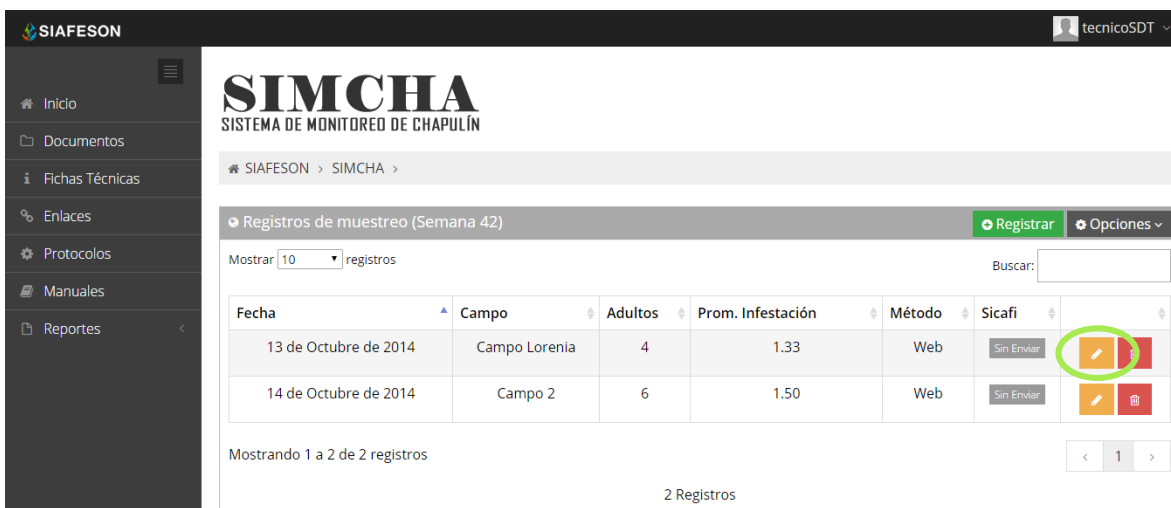 SIAFESON
tecnicoSDT
Inicio
Documentos
Fichas Técnicas
Enlaces
Protocolos
Manuales
Reportes
SIMCHA
SISTEMA DE MONITOREO DE CHAPULÍN
SIAFESON > SIMCHA >
Registros de muestreo (Semana 42)
Registrar
Opciones
Mostrar 10 registros
Buscar:
Fecha Campo Adultos Prom. Infestación Método Sicafi
13 de Octubre de 2014 Campo Lorenia 4 1.33 Web Sin Enviar
14 de Octubre de 2014 Campo 2 6 1.50 Web Sin Enviar
Mostrando 1 a 2 de 2 registros
< 1 >
2 Registros